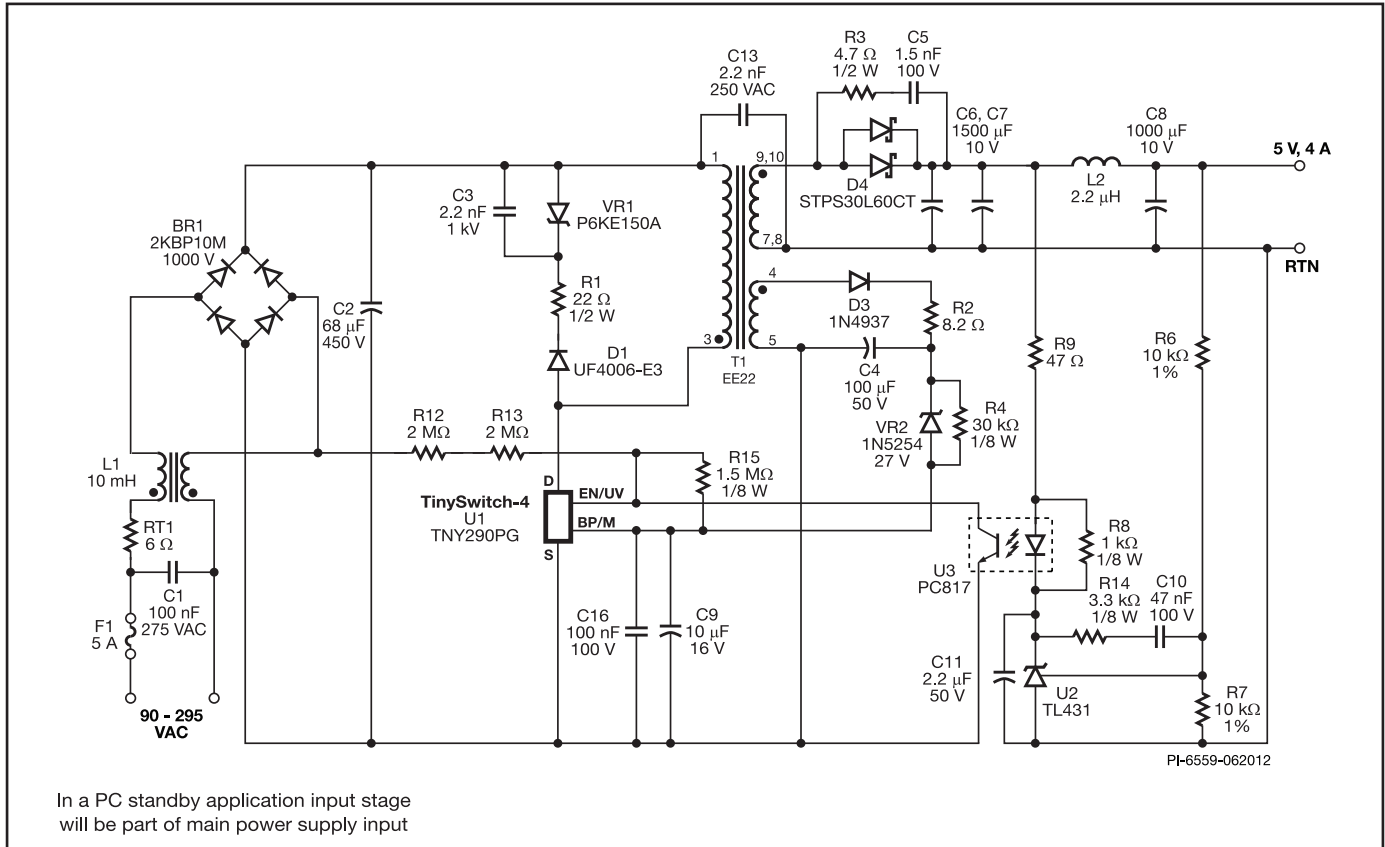 C13
2.2 nF
250 VAC
R3
4.7 Ω
1/2 W
C5
1.5 nF
100 V
C6, C7
1500 μF
10 V
C8
1000 μF
10 V
5 V, 4 A
1
9,10
D4
STPS30L60CT
L2
2.2 μH
C3
2.2 nF
1 kV
VR1
P6KE150A
7,8
RTN
BR1
2KBP10M
1000 V
C2
68 μF
450 V
R1
22 Ω
1/2 W
4
D3
1N4937
R2
8.2 Ω
3
5
T1
EE22
D1
UF4006-E3
C4
100 μF
50 V
R9
47 Ω
R6
10 kΩ
1%
VR2
1N5254
27 V
R4
30 kΩ
1/8 W
R12
2 MΩ
R13
2 MΩ
L1
10 mH
R15
1.5 MΩ
1/8 W
D
EN/UV
TinySwitch-4
U1
TNY290PG
BP/M
S
RT1
6 Ω
R8
1 kΩ
1/8 W
U3
PC817
R14
3.3 kΩ
1/8 W
C10
47 nF
100 V
C1
100 nF
275 VAC
F1
5 A
C16
100 nF
100 V
C9
10 μF
16 V
C11
2.2 μF
50 V
U2
TL431
R7
10 kΩ
1%
90 - 295
VAC
PI-6559-062012
In a PC standby application input stage
will be part of main power supply input